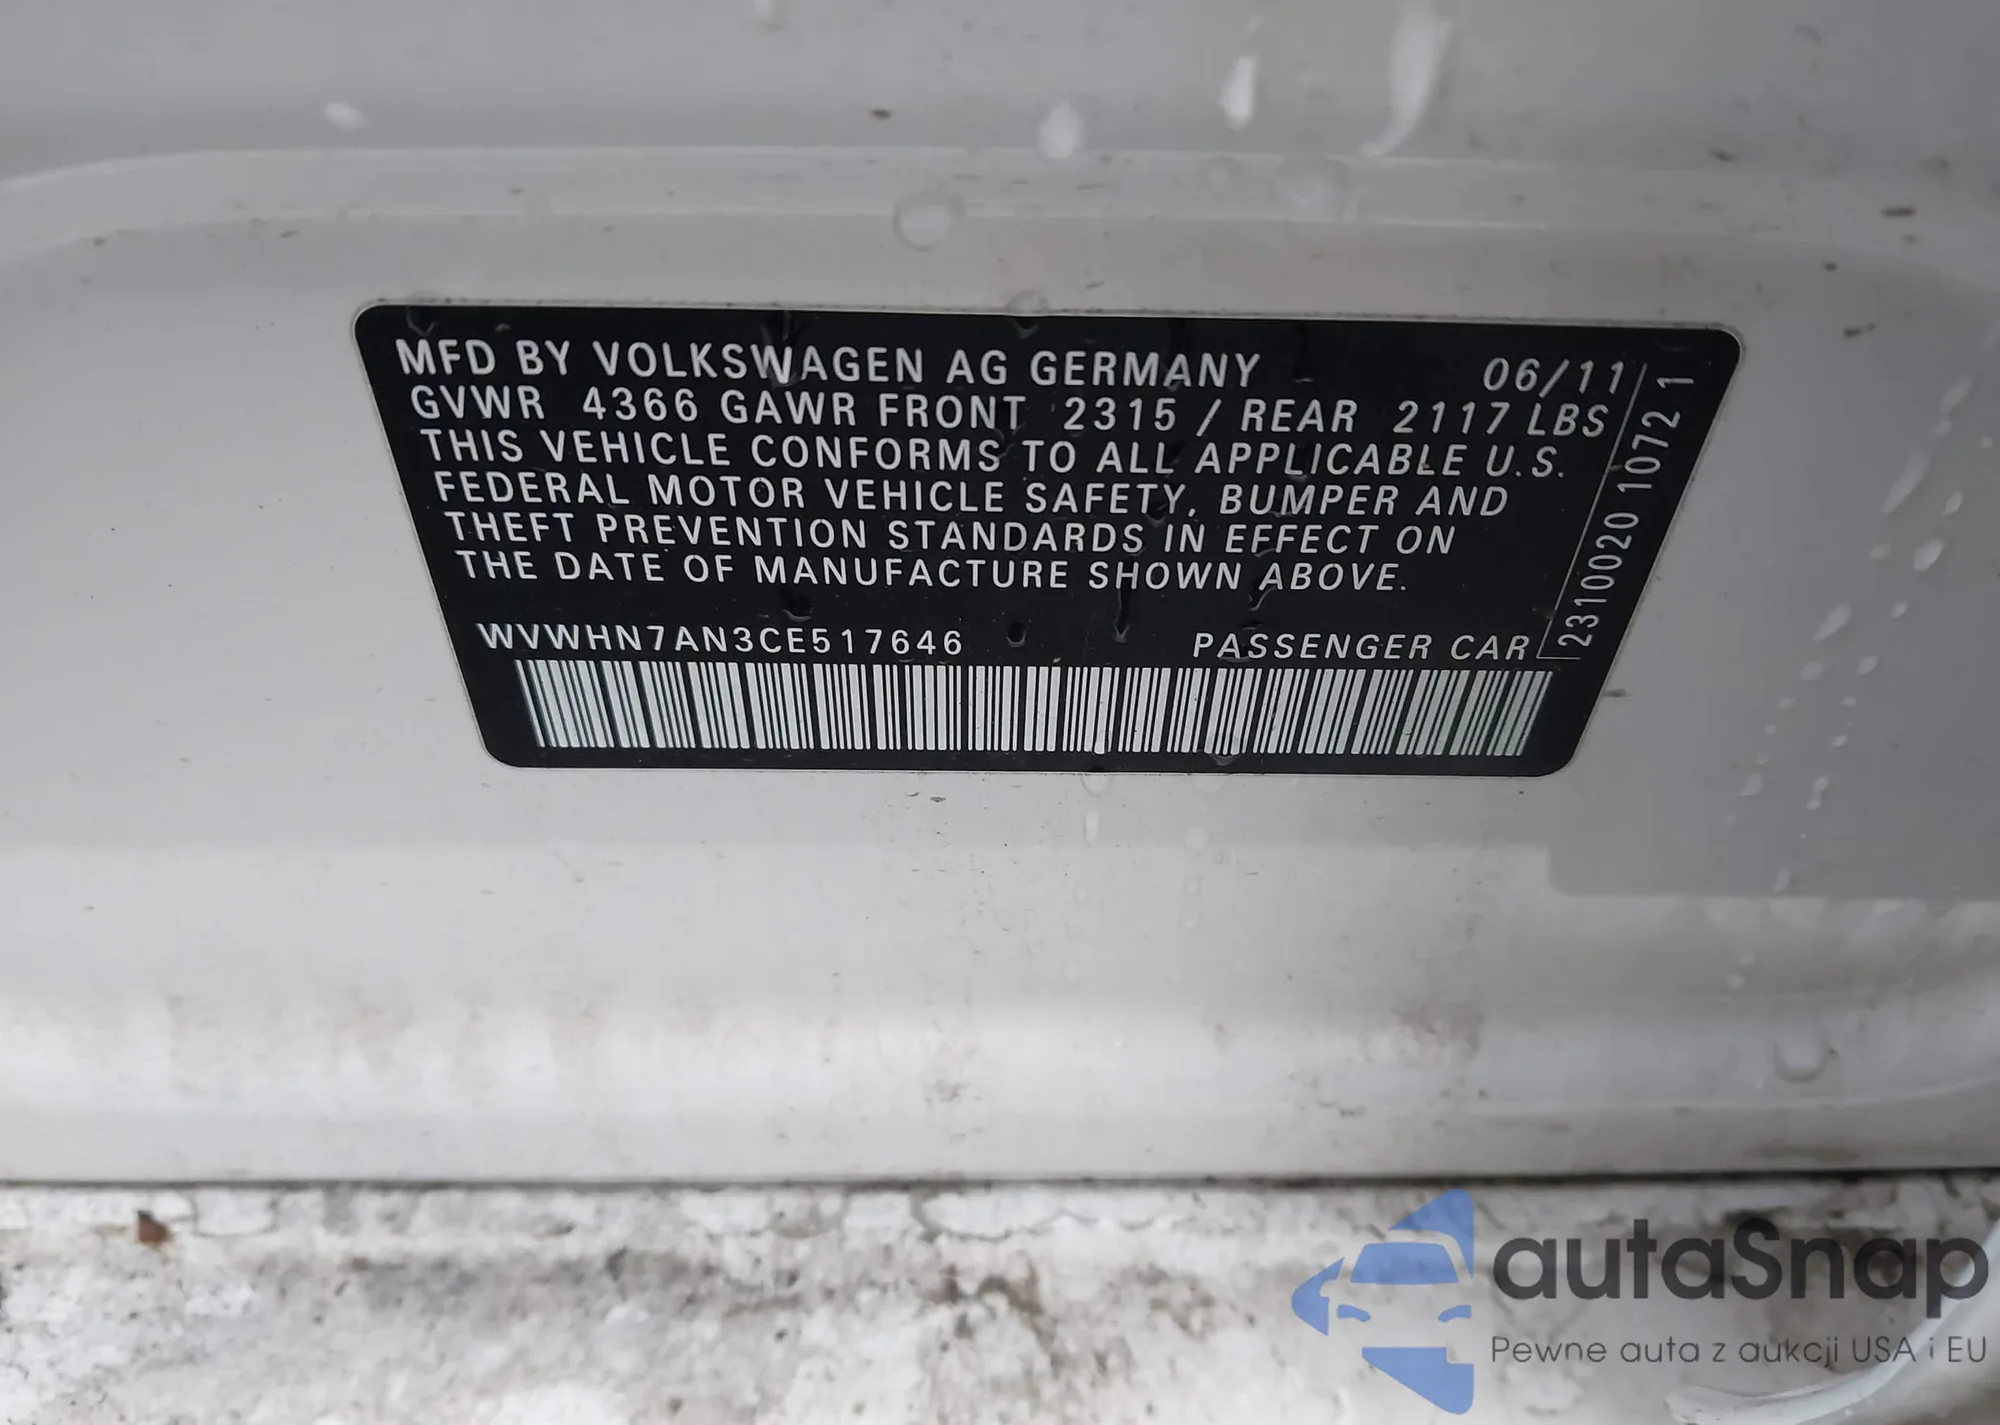 MFD BY VOLKSWAGEN AG GERMANY 06/11
GVWR 4366 GAWR FRONT 2315 / REAR 2117 LBS
THIS VEHICLE CONFORMS TO ALL APPLICABLE U.S.
FEDERAL MOTOR VEHICLE SAFETY, BUMPER AND
THEFT PREVENTION STANDARDS IN EFFECT ON
THE DATE OF MANUFACTURE SHOWN ABOVE.
WVWHN7AN3CE517646 PASSENGER CAR
2310020 1072 1
autaSnap
Pewne auta z aukcji USA i EU